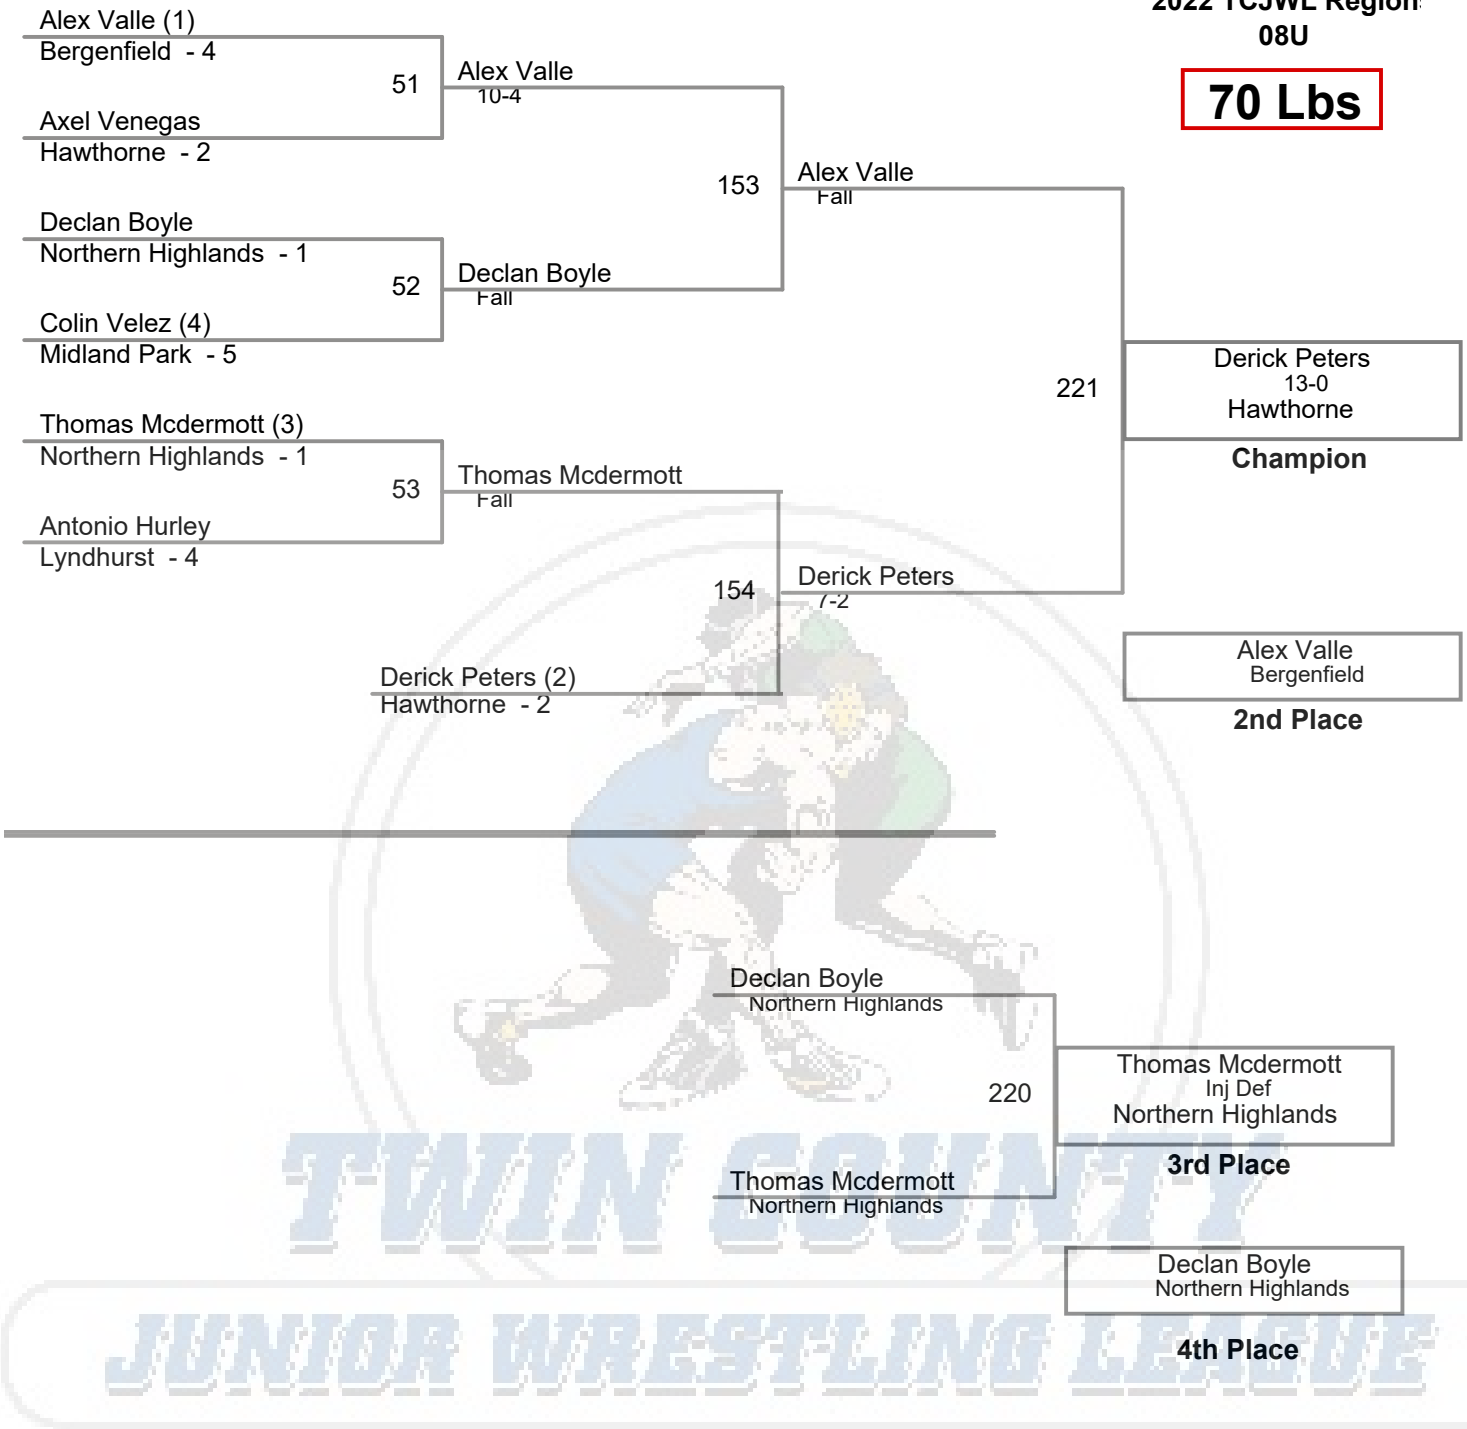 2022 TCJWL Regions
08U
70 Lbs
Alex Valle (1)
Bergenfield - 4
51
Alex Valle
10-4
Axel Venegas
Hawthorne - 2
153
Alex Valle
Fall
Declan Boyle
Northern Highlands - 1
52
Declan Boyle
Fall
Colin Velez (4)
Midland Park - 5
221
Derick Peters
13-0
Hawthorne
Champion
Thomas Mcdermott (3)
Northern Highlands - 1
53
Thomas Mcdermott
Fall
Antonio Hurley
Lyndhurst - 4
154
Derick Peters
7-2
Derick Peters (2)
Hawthorne - 2
Alex Valle
Bergenfield
2nd Place
Declan Boyle
Northern Highlands
220
Thomas Mcdermott
Inj Def
Northern Highlands
3rd Place
Thomas Mcdermott
Northern Highlands
Declan Boyle
Northern Highlands
4th Place
TWIN COUNTY
JUNIOR WRESTLING LEAGUE